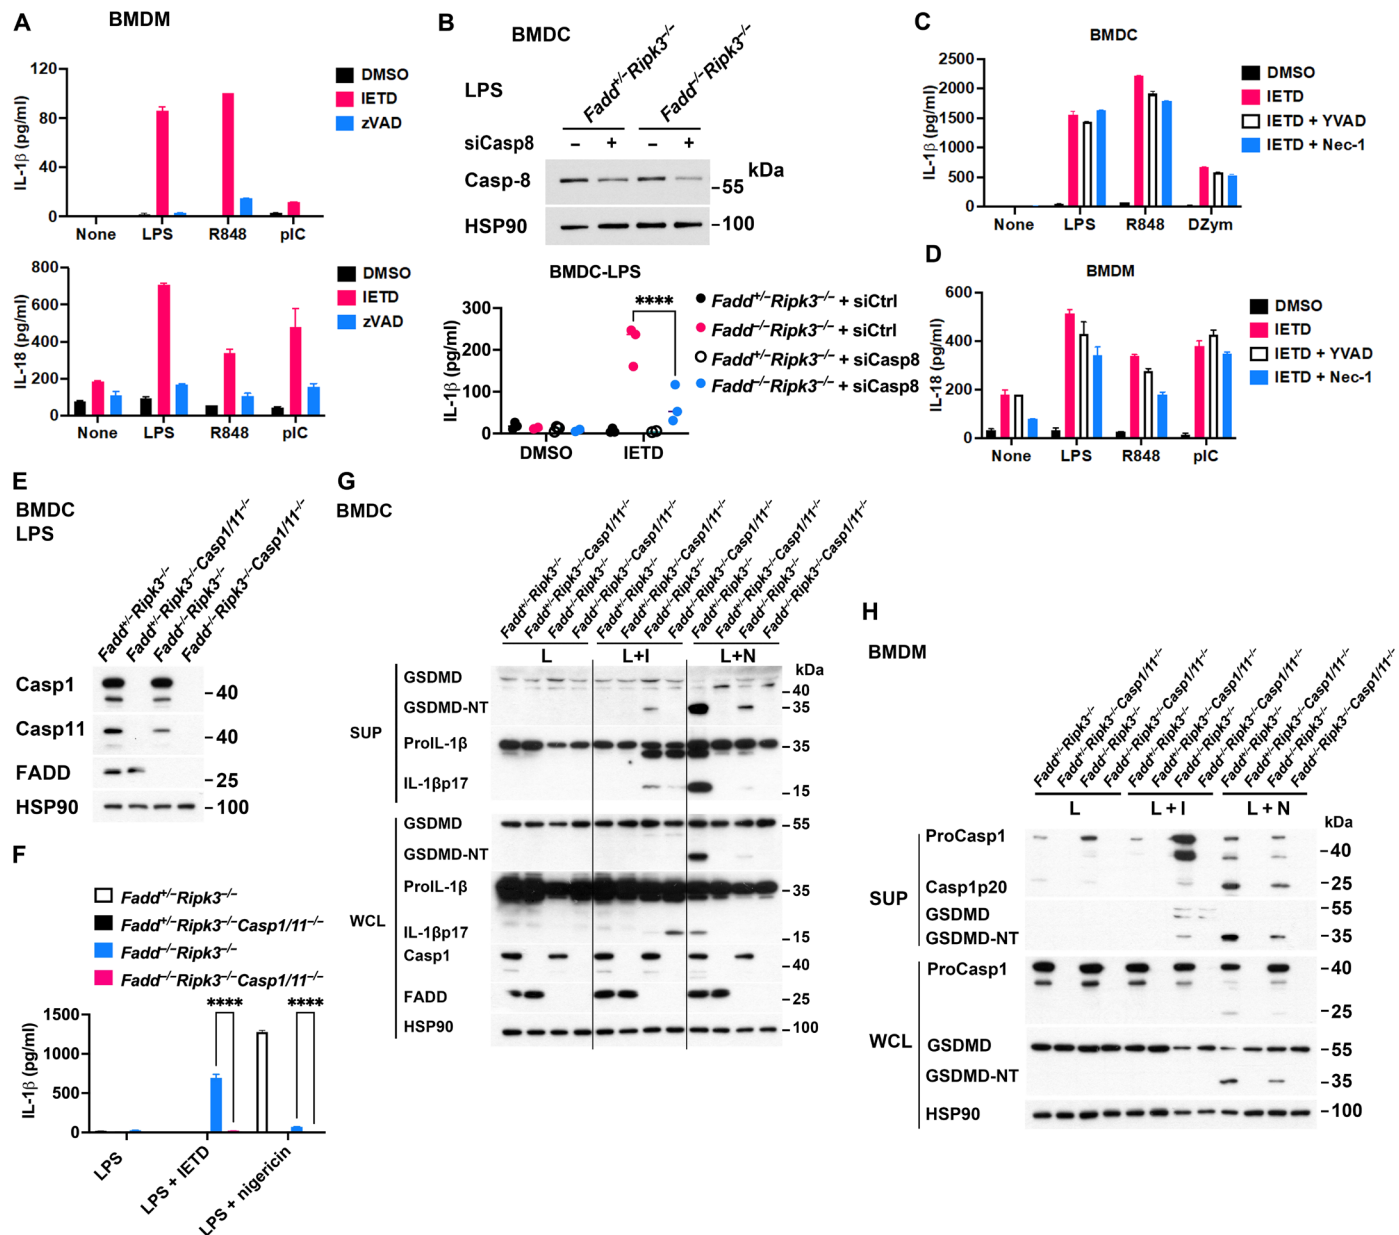 A
BMDM
IL-1β (pg/ml)
120
80
40
0
None
LPS
R848
pIC
DMSO
IETD
zVAD
IL-18 (pg/ml)
800
600
400
200
0
None
LPS
R848
pIC
DMSO
IETD
zVAD
B
BMDC
LPS
Fadd+/–Ripk3–/–
Fadd–/–Ripk3–/–
siCasp8
–
+
–
+
kDa
Casp-8
55
HSP90
100
BMDC-LPS
IL-1β (pg/ml)
300
200
100
0
****
DMSO
IETD
Fadd+/–Ripk3–/– + siCtrl
Fadd–/–Ripk3–/– + siCtrl
Fadd+/–Ripk3–/– + siCasp8
Fadd–/–Ripk3–/– + siCasp8
C
BMDC
IL-1β (pg/ml)
2500
2000
1500
1000
500
0
None
LPS
R848
DZym
DMSO
IETD
IETD + YVAD
IETD + Nec-1
D
BMDM
IL-18 (pg/ml)
600
400
200
0
None
LPS
R848
pIC
DMSO
IETD
IETD + YVAD
IETD + Nec-1
E
BMDC
LPS
Fadd+/–Ripk3–/–
Fadd+/–Ripk3–/–Casp1/11–/–
Fadd–/–Ripk3–/–
Fadd–/–Ripk3–/–Casp1/11–/–
Casp1
40
Casp11
40
FADD
25
HSP90
100
F
Fadd+/–Ripk3–/–
Fadd+/–Ripk3–/–Casp1/11–/–
Fadd–/–Ripk3–/–
Fadd–/–Ripk3–/–Casp1/11–/–
****
****
IL-1β (pg/ml)
1500
1000
500
0
LPS
LPS + IETD
LPS + nigericin
G
BMDC
Fadd+/–Ripk3–/–
Fadd+/–Ripk3–/–Casp1/11–/–
Fadd–/–Ripk3–/–
Fadd–/–Ripk3–/–Casp1/11–/–
Fadd+/–Ripk3–/–
Fadd+/–Ripk3–/–Casp1/11–/–
Fadd–/–Ripk3–/–
Fadd–/–Ripk3–/–Casp1/11–/–
Fadd+/–Ripk3–/–
Fadd+/–Ripk3–/–Casp1/11–/–
Fadd–/–Ripk3–/–
Fadd–/–Ripk3–/–Casp1/11–/–
L
L+I
L+N
kDa
SUP
GSDMD
40
GSDMD-NT
35
ProIL-1β
35
IL-1βp17
15
WCL
GSDMD
55
GSDMD-NT
ProIL-1β
35
IL-1βp17
15
Casp1
40
FADD
25
HSP90
100
H
BMDM
Fadd+/–Ripk3–/–
Fadd+/–Ripk3–/–Casp1/11–/–
Fadd–/–Ripk3–/–
Fadd–/–Ripk3–/–Casp1/11–/–
Fadd+/–Ripk3–/–
Fadd+/–Ripk3–/–Casp1/11–/–
Fadd–/–Ripk3–/–
Fadd–/–Ripk3–/–Casp1/11–/–
Fadd+/–Ripk3–/–
Fadd+/–Ripk3–/–Casp1/11–/–
Fadd–/–Ripk3–/–
Fadd–/–Ripk3–/–Casp1/11–/–
L
L + I
L + N
kDa
SUP
ProCasp1
40
Casp1p20
25
GSDMD
55
GSDMD-NT
35
WCL
ProCasp1
40
25
GSDMD
55
GSDMD-NT
35
HSP90
100